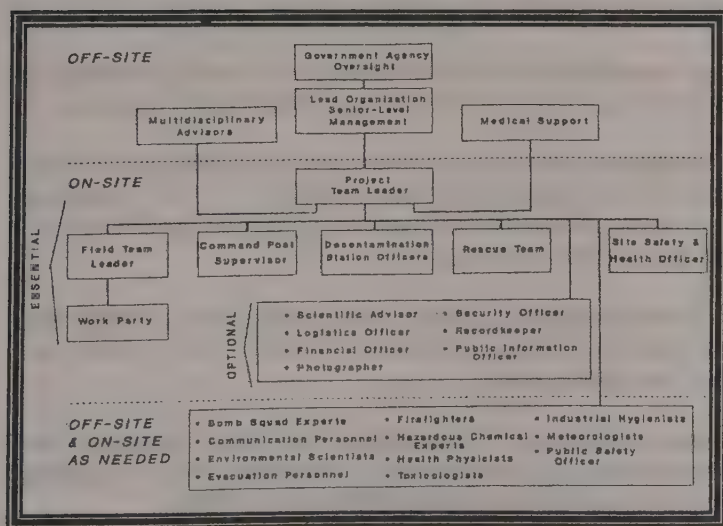 OFF-SITE
Government Agency
Oversight
Lead Organization
Senior-Level
Management
Multidisciplinary
Advisors
Medical Support
ON-SITE
Project
Team Leader
ESSENTIAL
Field Team
Leader
Command Post
Supervisor
Decontamination
Station Officers
Rescue Team
Site Safety &
Health Officer
Work Party
OPTIONAL
• Scientific Advisor
• Logistics Officer
• Financial Officer
• Photographer
• Security Officer
• Recordkeeper
• Public Information
Officer
OFF-SITE
& ON-SITE
AS NEEDED
• Bomb Squad Experts
• Communication Personnel
• Environmental Scientists
• Evacuation Personnel
• Firefighters
• Hazardous Chemical
Experts
• Health Physicists
• Toxicologists
• Industrial Hygienists
• Meteorologists
• Public Safety
Officer